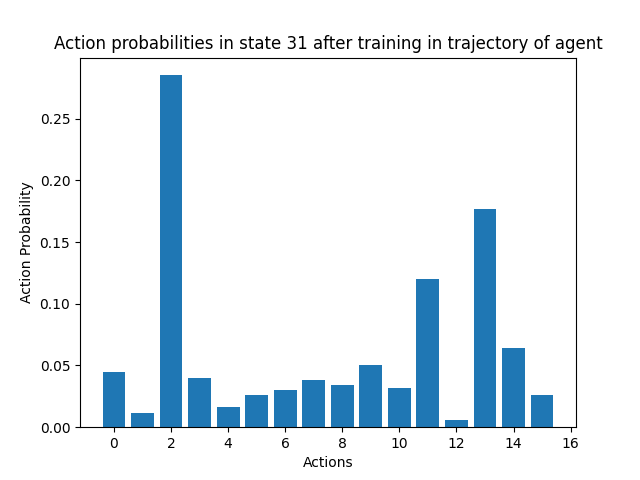 Action probabilities in state 31 after training in trajectory of agent
Action Probability
0.25
0.20
0.15
0.10
0.05
0.00
0 2 4 6 8 10 12 14 16
Actions